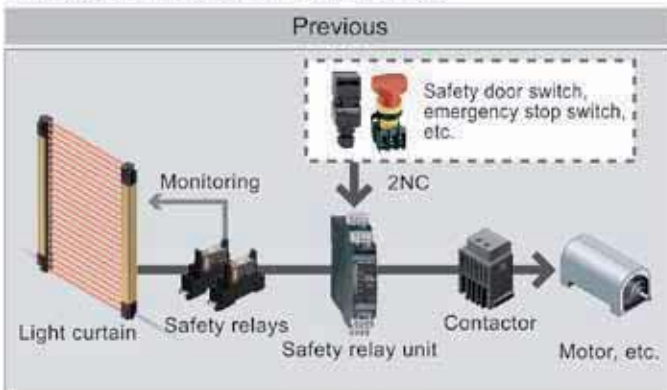 Previous
Safety door switch,
emergency stop switch,
etc.
Monitoring
2NC
Light curtain
Safety relays
Safety relay unit
Contactor
Motor, etc.